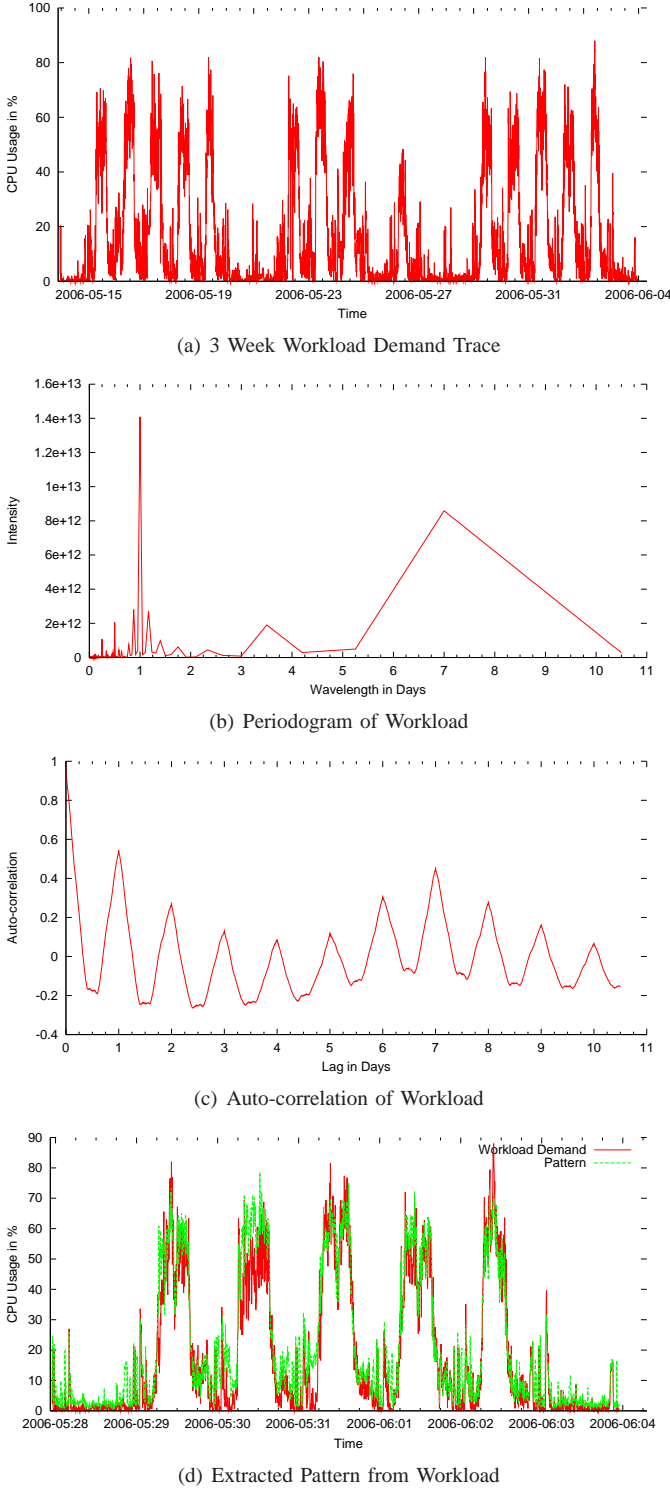 100
80
60
40
20
0
CPU Usage in %
2006-05-15 2006-05-19 2006-05-23 2006-05-27 2006-05-31 2006-06-04
Time
(a) 3 Week Workload Demand Trace
1.6e+13
1.4e+13
1.2e+13
1e+13
8e+12
6e+12
4e+12
2e+12
0
Intensity
0 1 2 3 4 5 6 7 8 9 10 11
Wavelength in Days
(b) Periodogram of Workload
1
0.8
0.6
0.4
0.2
0
-0.2
-0.4
Auto-correlation
0 1 2 3 4 5 6 7 8 9 10 11
Lag in Days
(c) Auto-correlation of Workload
90
80
70
60
50
40
30
20
10
0
CPU Usage in %
Workload Demand
Pattern
2006-05-28 2006-05-29 2006-05-30 2006-05-31 2006-06-01 2006-06-02 2006-06-03 2006-06-04
Time
(d) Extracted Pattern from Workload